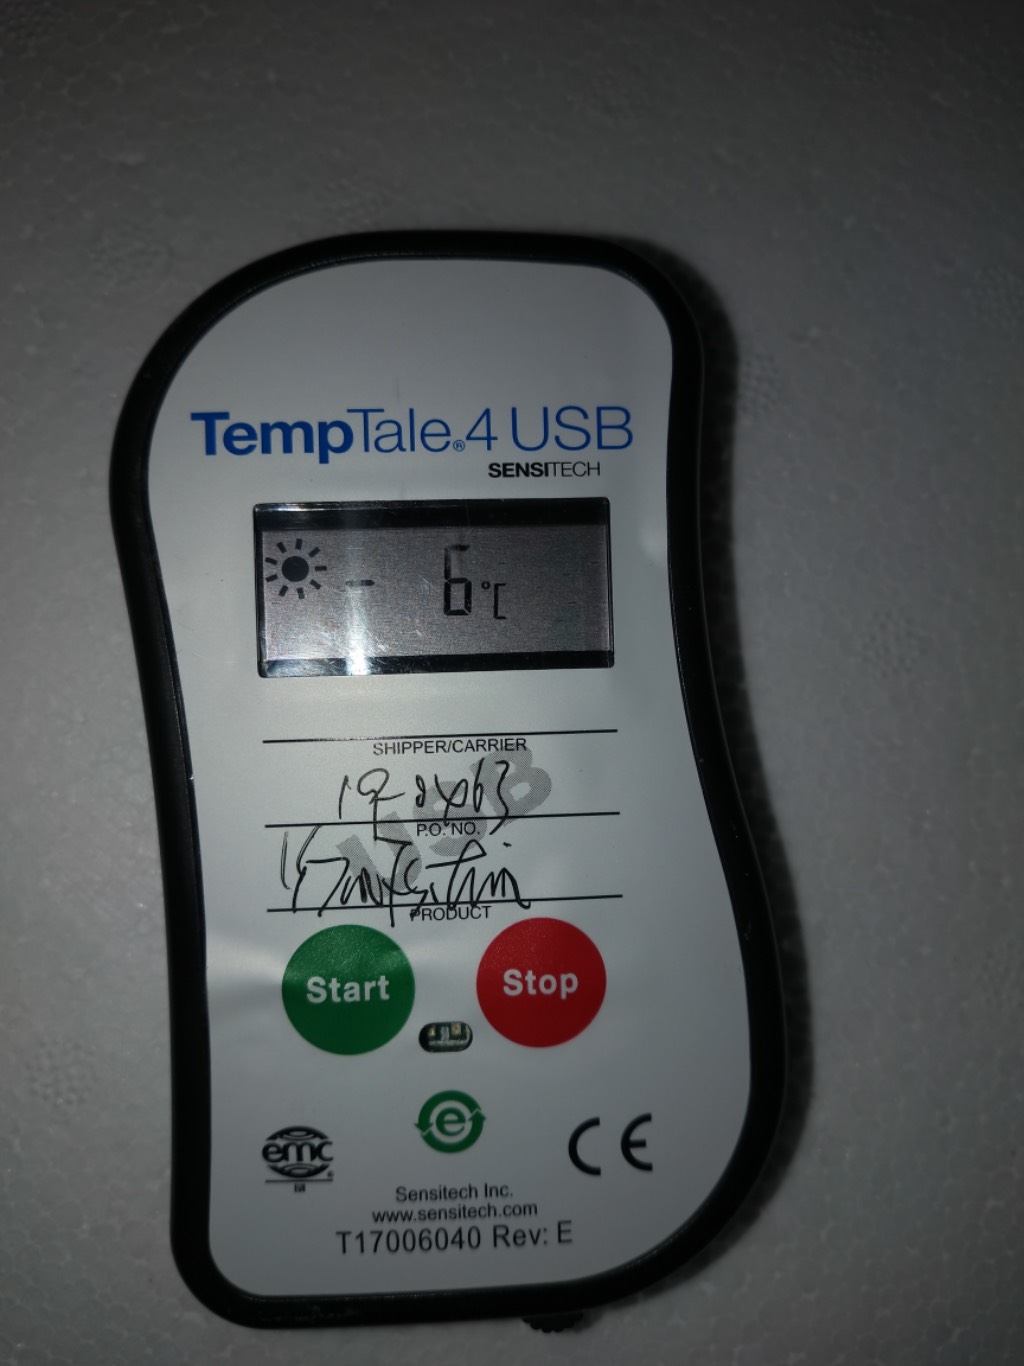 TempTale®4 USB
SENSITECH
- 6°C
SHIPPER/CARRIER
USB
P.O. NO.
PRODUCT
Start
Stop
e
emc
CE
Sensitech Inc.
www.sensitech.com
T17006040 Rev: E